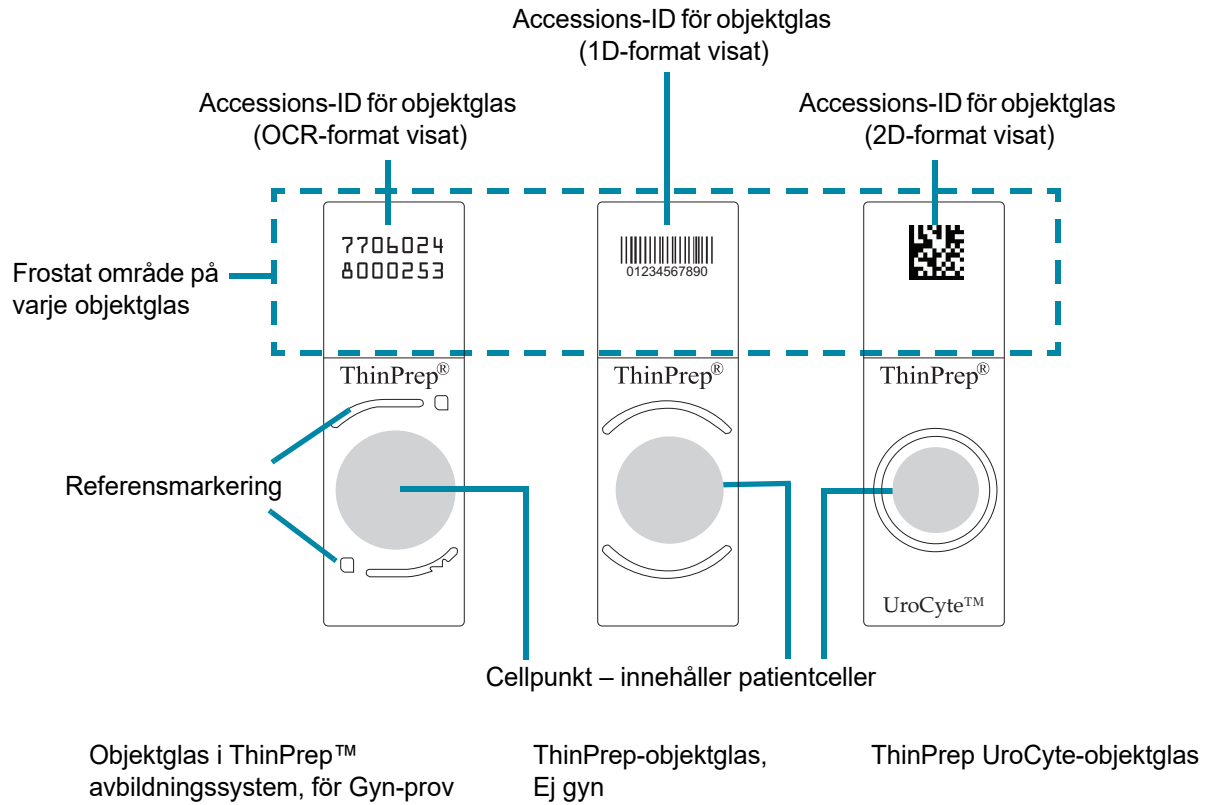 Accessions-ID för objektglas
(1D-format visat)
Accessions-ID för objektglas
(OCR-format visat)
Accessions-ID för objektglas
(2D-format visat)
Frostat område på
varje objektglas
7706024
8000253
01234567890
ThinPrep®
ThinPrep®
ThinPrep®
Referensmarkering
UroCyte™
Cellpunkt – innehåller patientceller
Objektglas i ThinPrep™
avbildningssystem, för Gyn-prov
ThinPrep-objektglas,
Ej gyn
ThinPrep UroCyte-objektglas